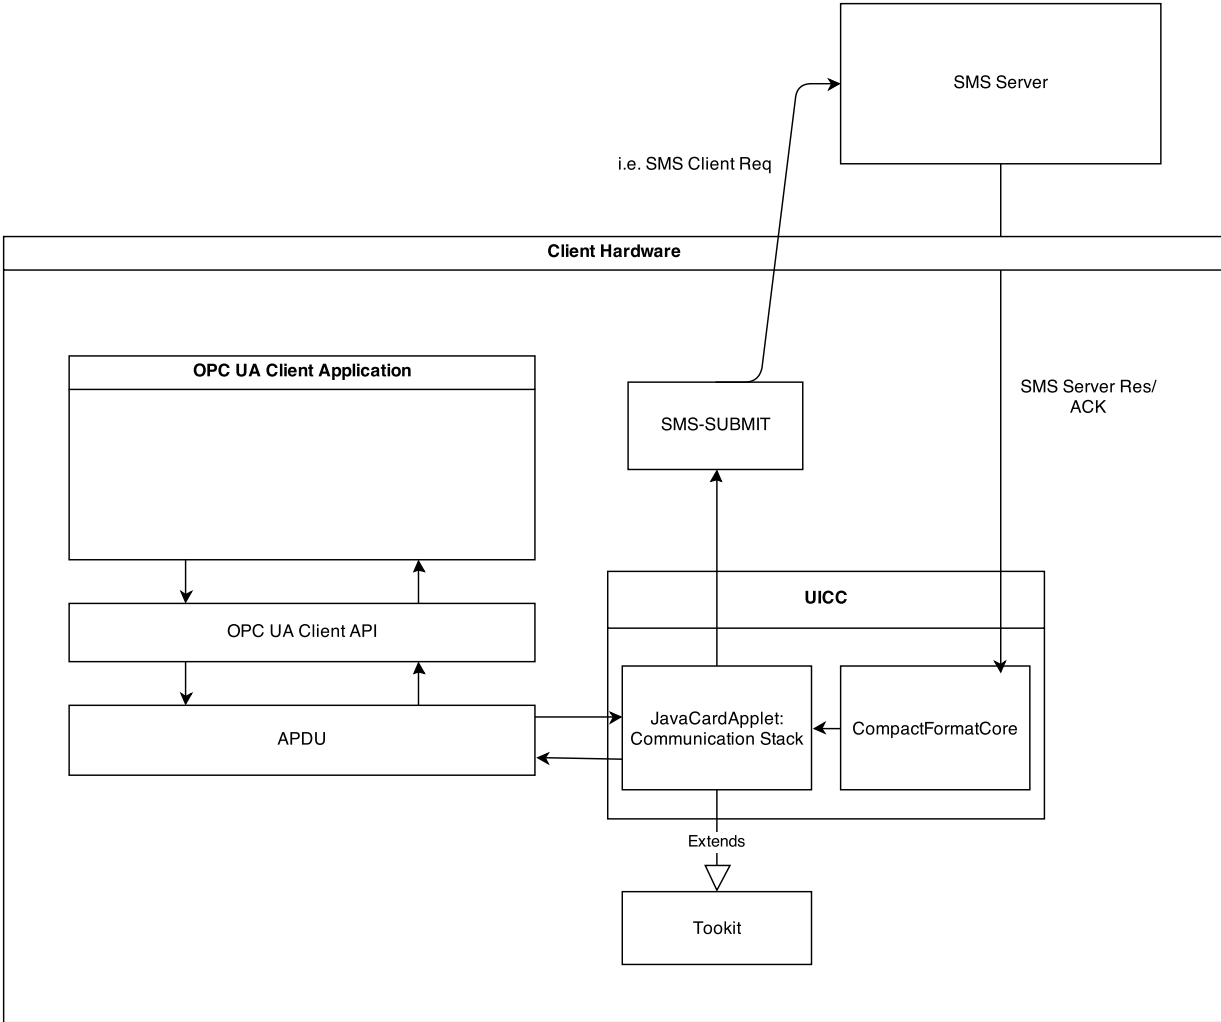 SMS Server
i.e. SMS Client Req
Client Hardware
OPC UA Client Application
SMS Server Res/
ACK
SMS-SUBMIT
UICC
OPC UA Client API
JavaCardApplet:
Communication Stack
CompactFormatCore
APDU
Extends
Tookit